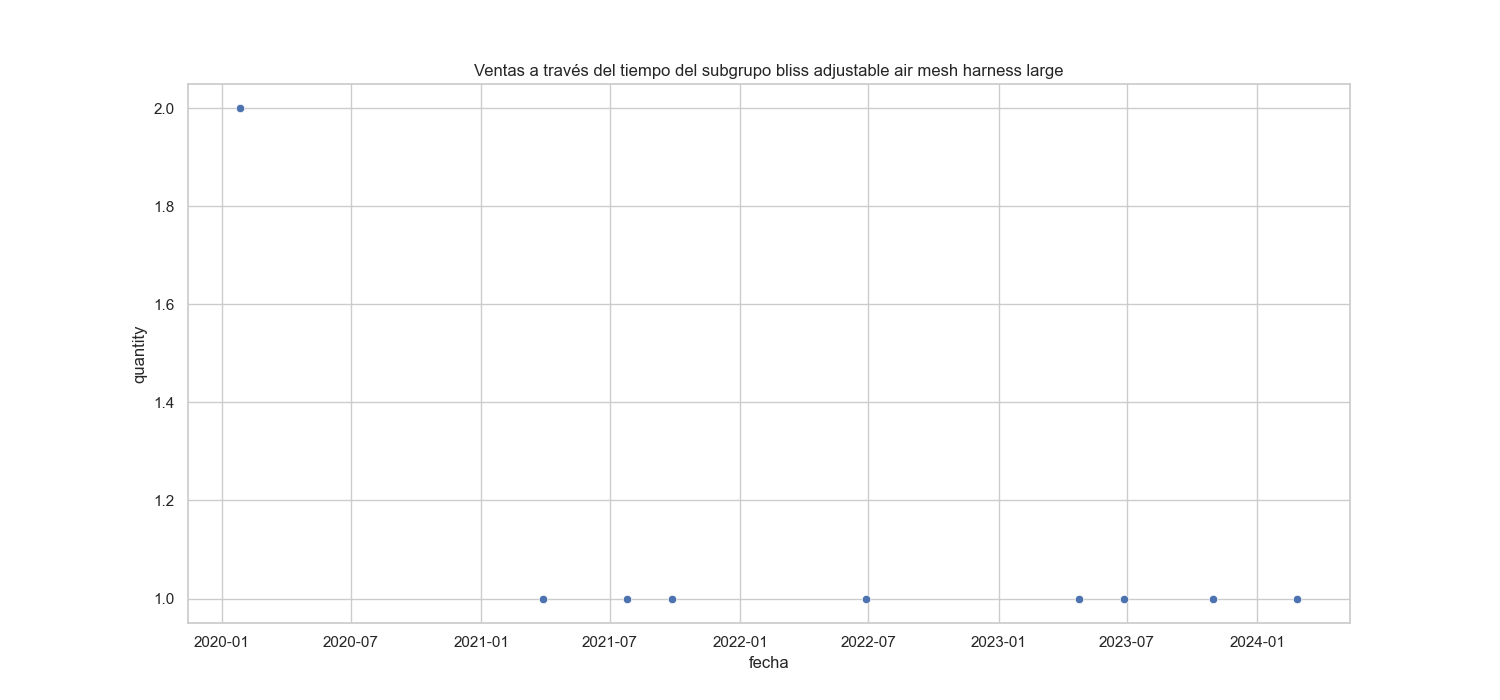 Ventas a través del tiempo del subgrupo bliss adjustable air mesh harness large
2.0
1.8
1.6
1.4
1.2
1.0
quantity
2020-01 2020-07 2021-01 2021-07 2022-01 2022-07 2023-01 2023-07 2024-01
fecha